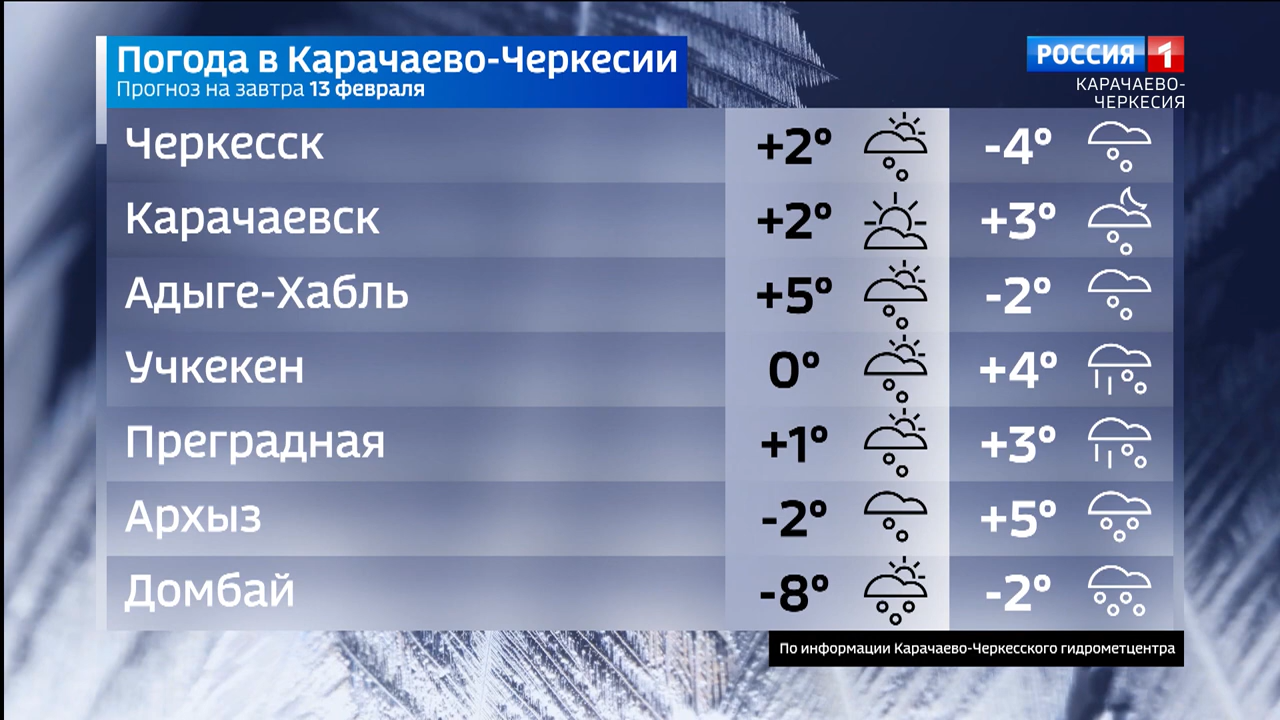 Погода в Карачаево-Черкесии
Прогноз на завтра 13 февраля
РОССИЯ 1
КАРАЧАЕВО-
ЧЕРКЕСИЯ
Черкесск +2° -4°
Карачаевск +2° +3°
Адыге-Хабль +5° -2°
Учкекен 0° +4°
Преградная +1° +3°
Архыз -2° +5°
Домбай -8° -2°
По информации Карачаево-Черкесского гидрометцентра